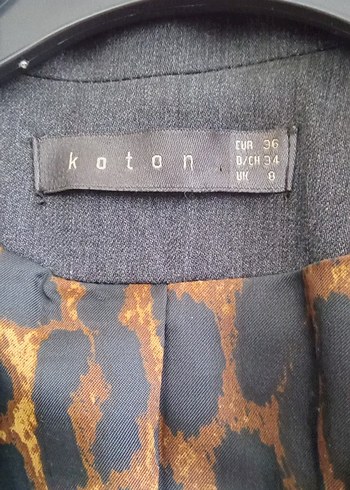 koton
EUR 36
D/CH 34
UK 8